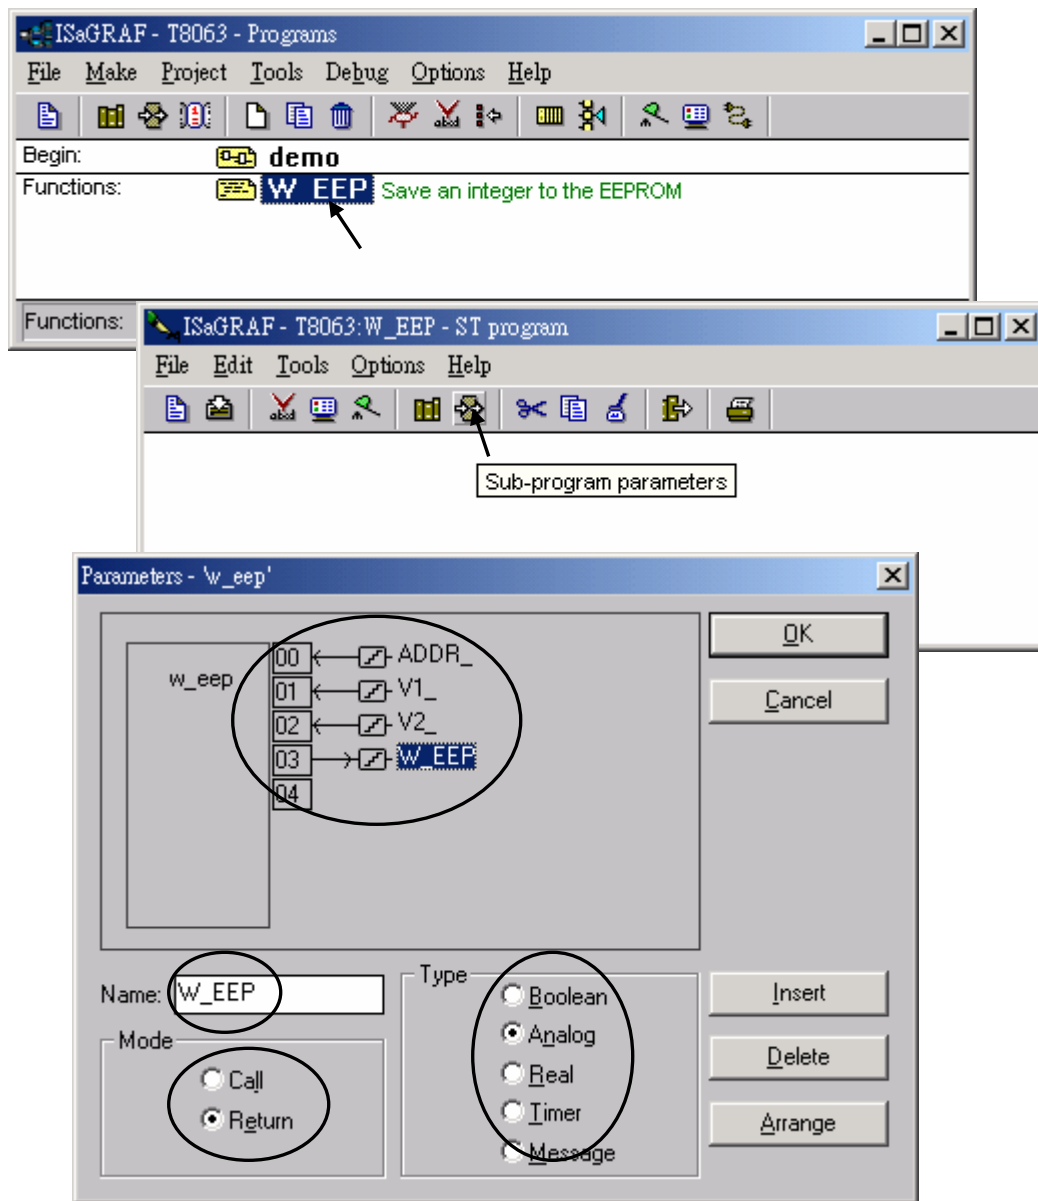 ISaGRAF - T8063 - Programs
File Make Project Tools Debug Options Help
Begin: demo
Functions: W_EEP Save an integer to the EEPROM
Functions:
ISaGRAF - T8063:W_EEP - ST program
File Edit Tools Options Help
Sub-program parameters
Parameters - 'w_eep'
w_eep
00 ADDR_
01 V1_
02 V2_
03 W_EEP
04
OK
Cancel
Name: W_EEP
Mode
Call
Return
Type
Boolean
Analog
Real
Timer
Message
Insert
Delete
Arrange